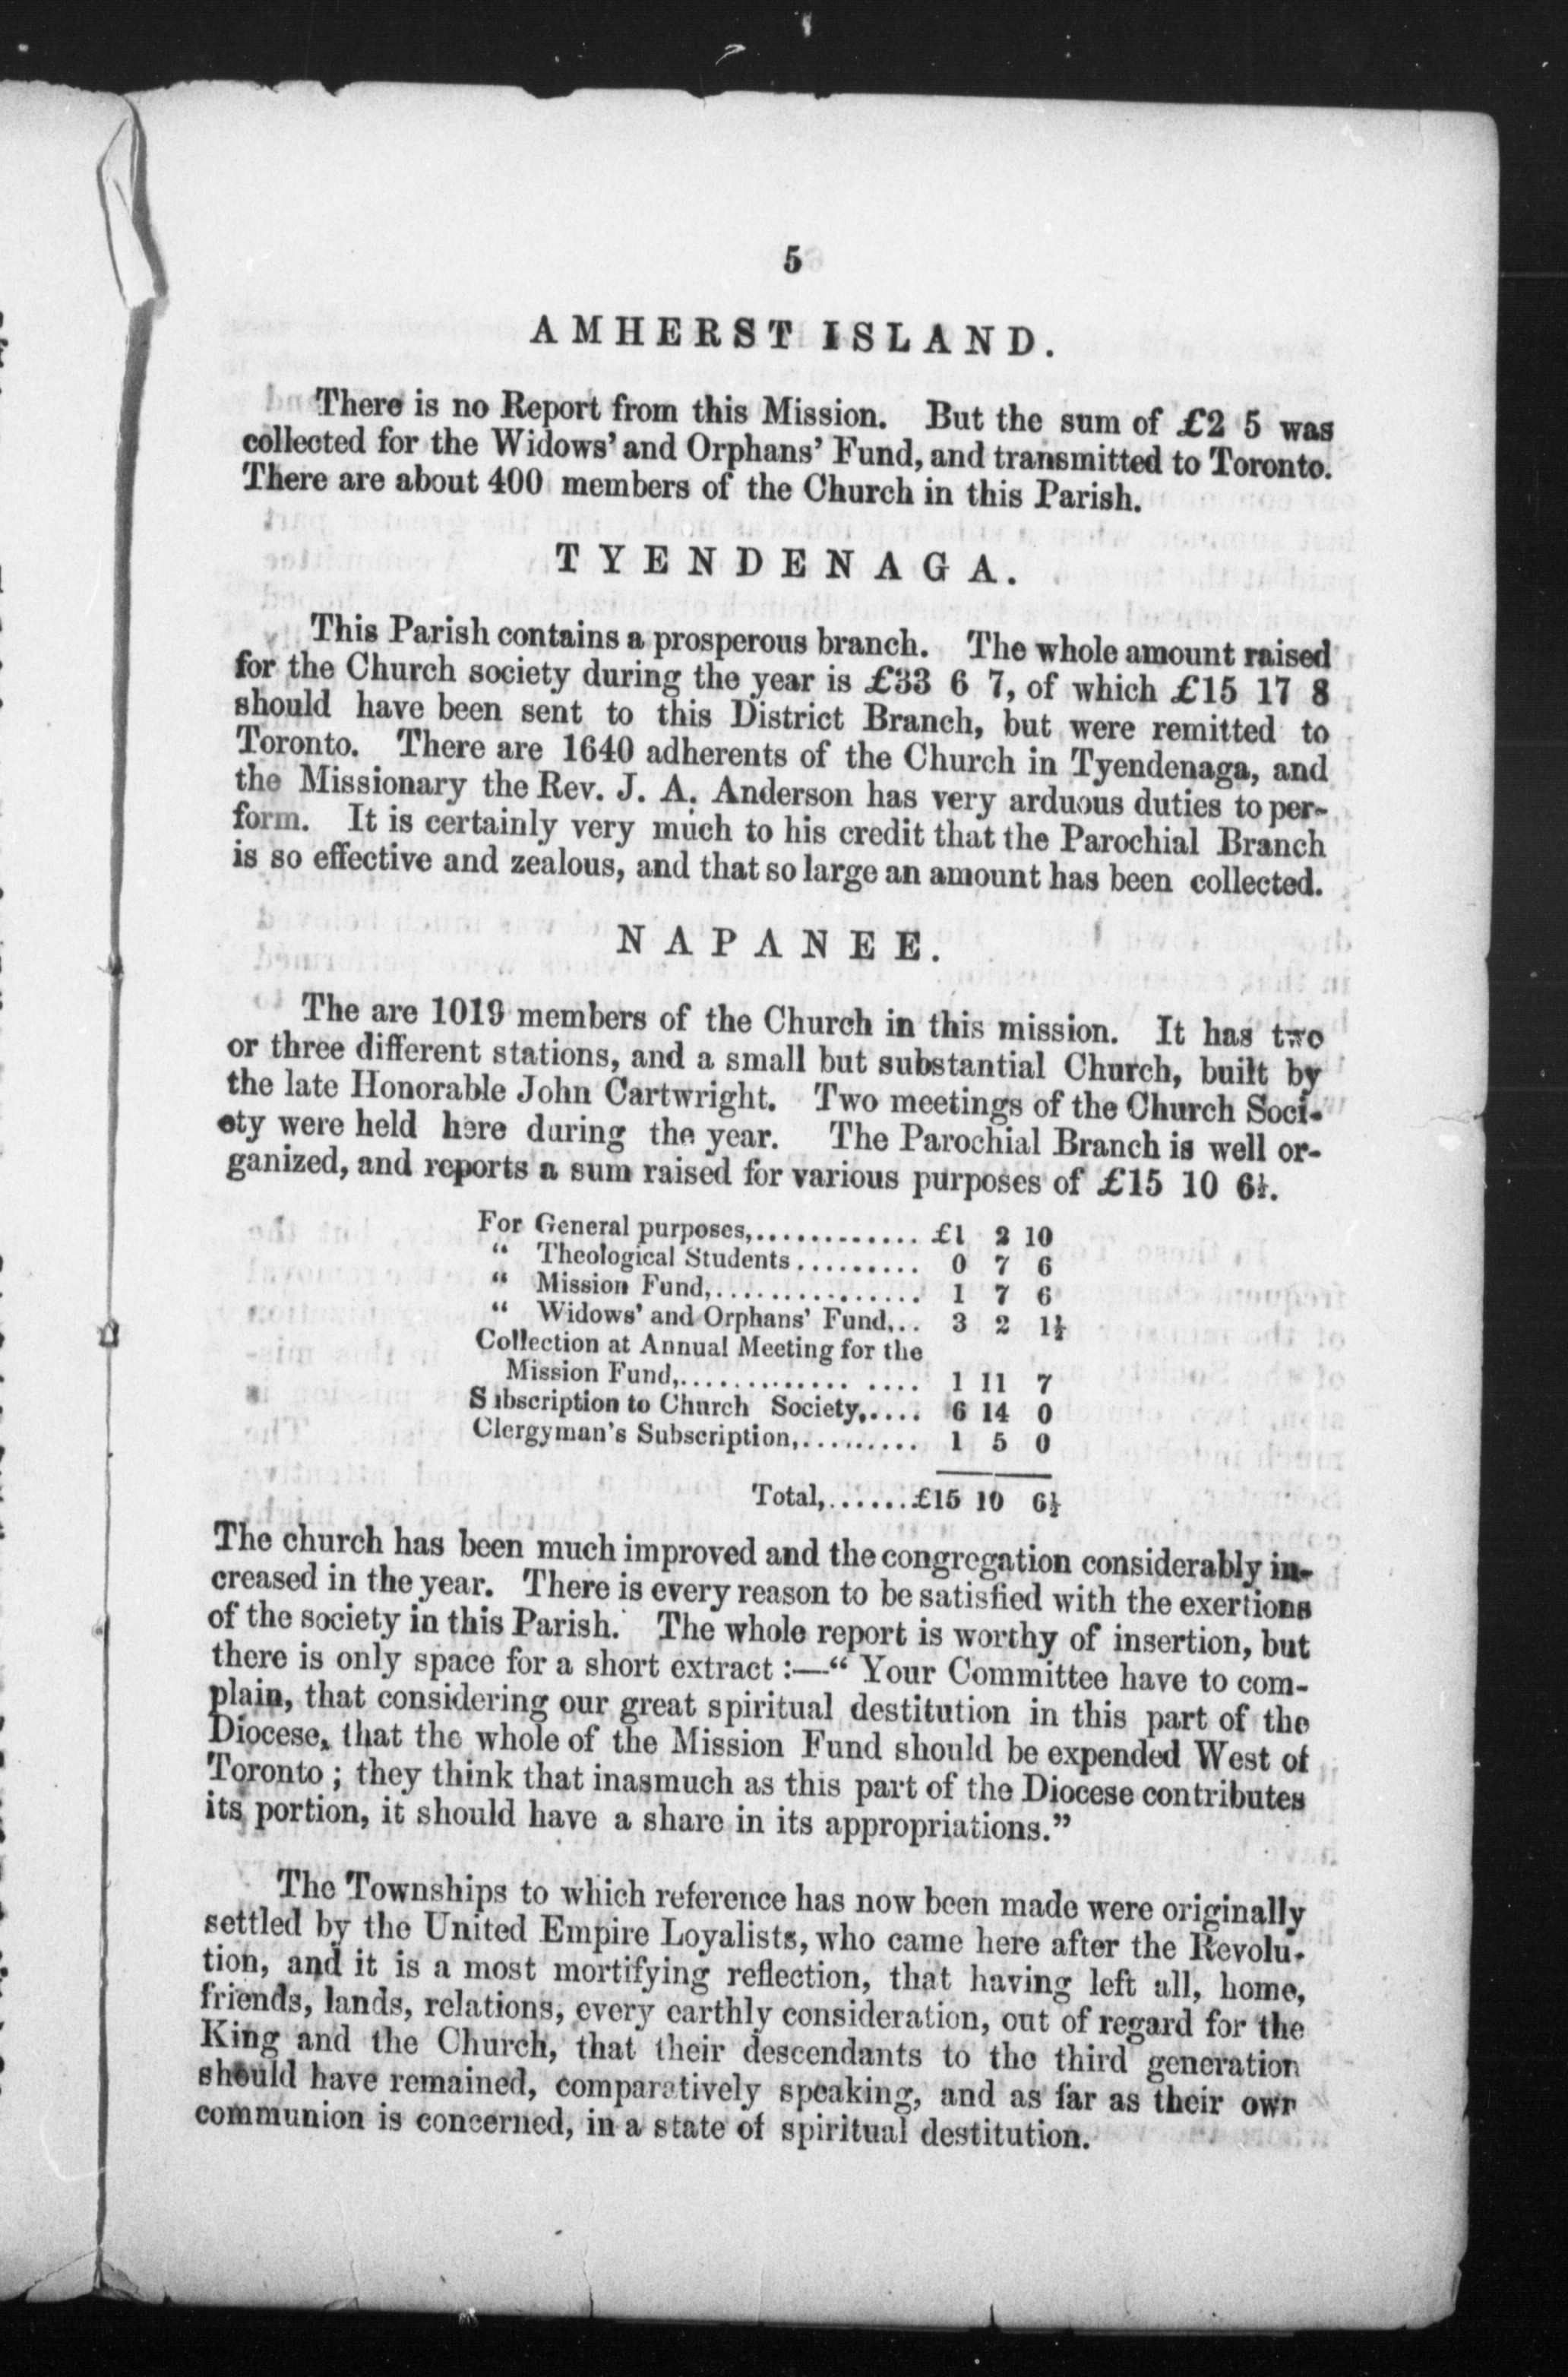 5
AMHERST ISLAND.
There is no Report from this Mission. But the sum of £2 5 was
collected for the Widows' and Orphans' Fund, and transmitted to Toronto.
There are about 400 members of the Church in this Parish.
TYENDENAGA.
This Parish contains a prosperous branch. The whole amount raised
for the Church society during the year is £33 6 7, of which £15 17 8
should have been sent to this District Branch, but were remitted to
Toronto. There are 1640 adherents of the Church in Tyendenaga, and
the Missionary the Rev. J. A. Anderson has very arduous duties to per-
form. It is certainly very much to his credit that the Parochial Branch
is so effective and zealous, and that so large an amount has been collected.
NAPANEE.
The are 1019 members of the Church in this mission. It has two
or three different stations, and a small but substantial Church, built by
the late Honorable John Cartwright. Two meetings of the Church Soci-
ety were held here during the year. The Parochial Branch is well or-
ganized, and reports a sum raised for various purposes of £15 10 6½.
For General purposes,............. £1 2 10
" Theological Students.......... 0 7 6
" Mission Fund,................. 1 7 6
" Widows' and Orphans' Fund... 3 2 1½
Collection at Annual Meeting for the
Mission Fund,.............. .... 1 11 7
Subscription to Church Society,.... 6 14 0
Clergyman's Subscription,......... 1 5 0
Total,......£15 10 6½
The church has been much improved and the congregation considerably in-
creased in the year. There is every reason to be satisfied with the exertions
of the society in this Parish. The whole report is worthy of insertion, but
there is only space for a short extract :—" Your Committee have to com-
plain, that considering our great spiritual destitution in this part of the
Diocese, that the whole of the Mission Fund should be expended West of
Toronto ; they think that inasmuch as this part of the Diocese contributes
its portion, it should have a share in its appropriations."
The Townships to which reference has now been made were originally
settled by the United Empire Loyalists, who came here after the Revolu-
tion, and it is a most mortifying reflection, that having left all, home,
friends, lands, relations, every earthly consideration, out of regard for the
King and the Church, that their descendants to the third generation
should have remained, comparatively speaking, and as far as their own
communion is concerned, in a state of spiritual destitution.